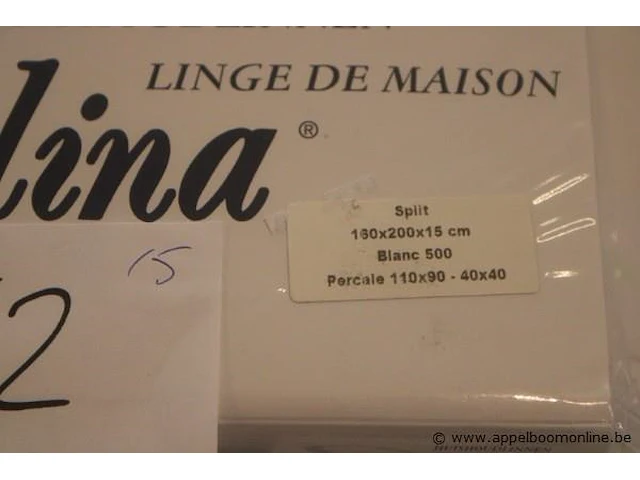 LINGE DE MAISON
lina®
Split
160x200x15 cm
Blanc 500
Percale 110x90 - 40x40
15
2
© www.appelboomonline.be